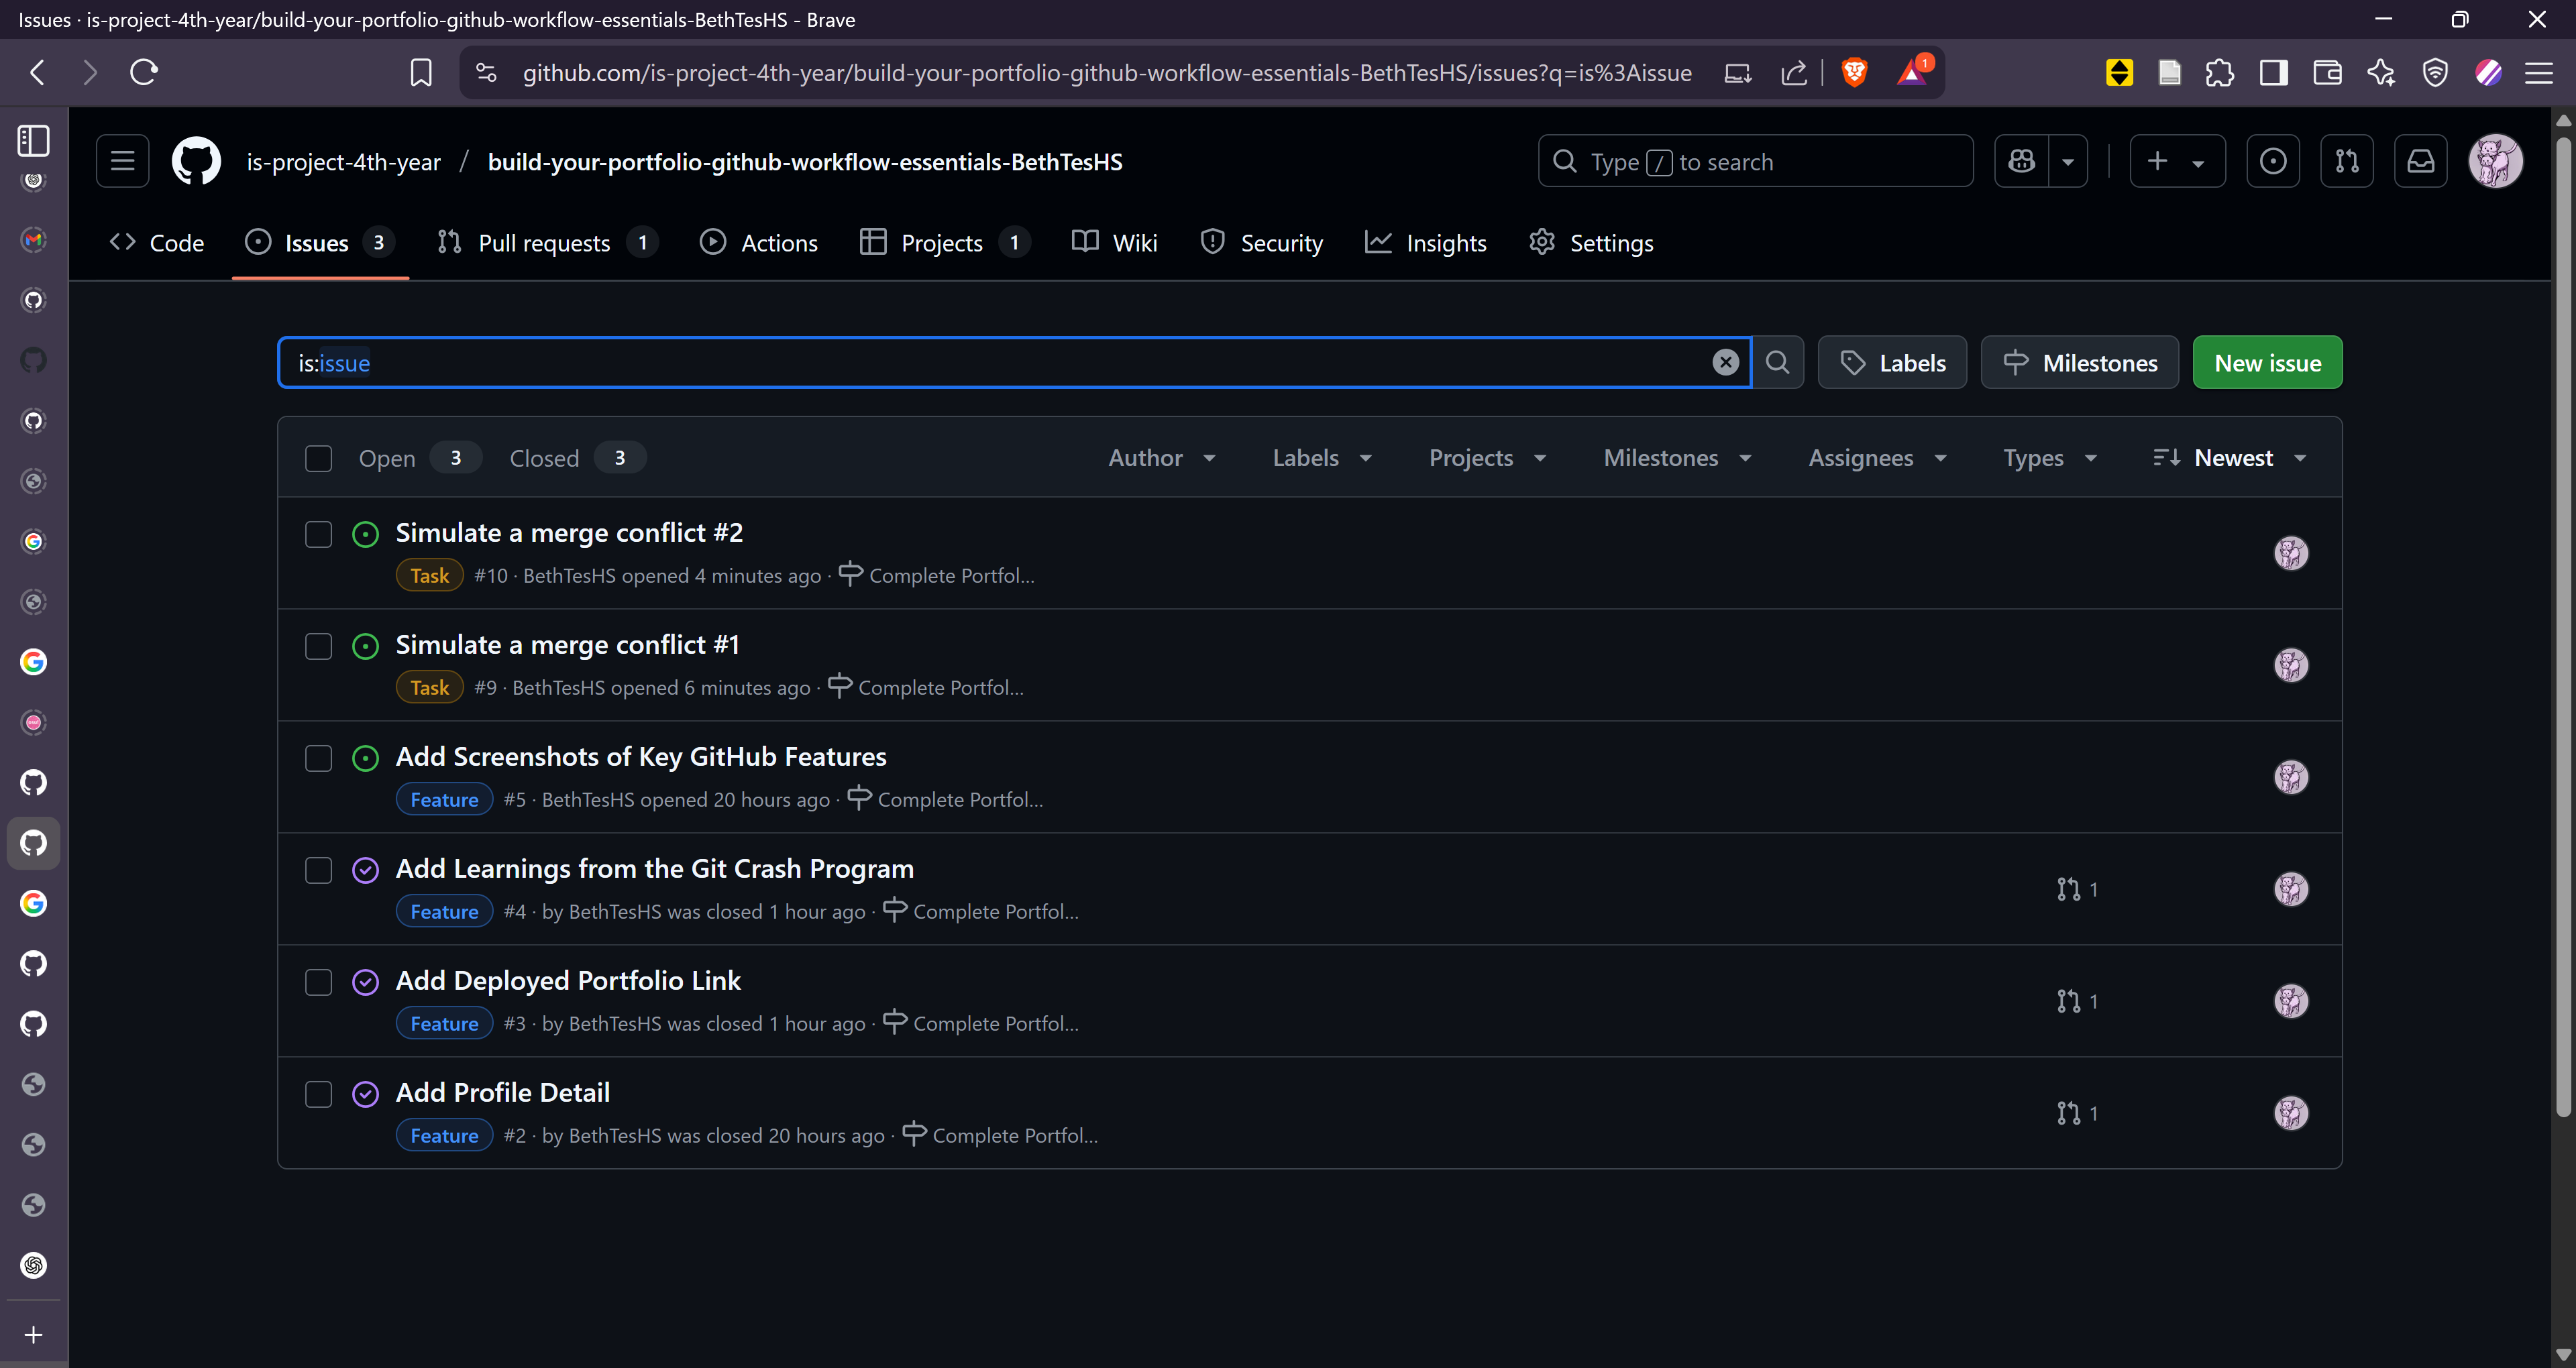 Issues · is-project-4th-year/build-your-portfolio-github-workflow-essentials-BethTesHS - Brave
github.com/is-project-4th-year/build-your-portfolio-github-workflow-essentials-BethTesHS/issues?q=is%3Aissue
1
is-project-4th-year / build-your-portfolio-github-workflow-essentials-BethTesHS
Type / to search
Code
Issues 3
Pull requests 1
Actions
Projects 1
Wiki
Security
Insights
Settings
is:issue
Labels
Milestones
New issue
Open 3
Closed 3
Author
Labels
Projects
Milestones
Assignees
Types
Newest
Simulate a merge conflict #2
Task #10 · BethTesHS opened 4 minutes ago · Complete Portfol...
Simulate a merge conflict #1
Task #9 · BethTesHS opened 6 minutes ago · Complete Portfol...
Add Screenshots of Key GitHub Features
Feature #5 · BethTesHS opened 20 hours ago · Complete Portfol...
Add Learnings from the Git Crash Program
Feature #4 · by BethTesHS was closed 1 hour ago · Complete Portfol...
1
Add Deployed Portfolio Link
Feature #3 · by BethTesHS was closed 1 hour ago · Complete Portfol...
1
Add Profile Detail
Feature #2 · by BethTesHS was closed 20 hours ago · Complete Portfol...
1